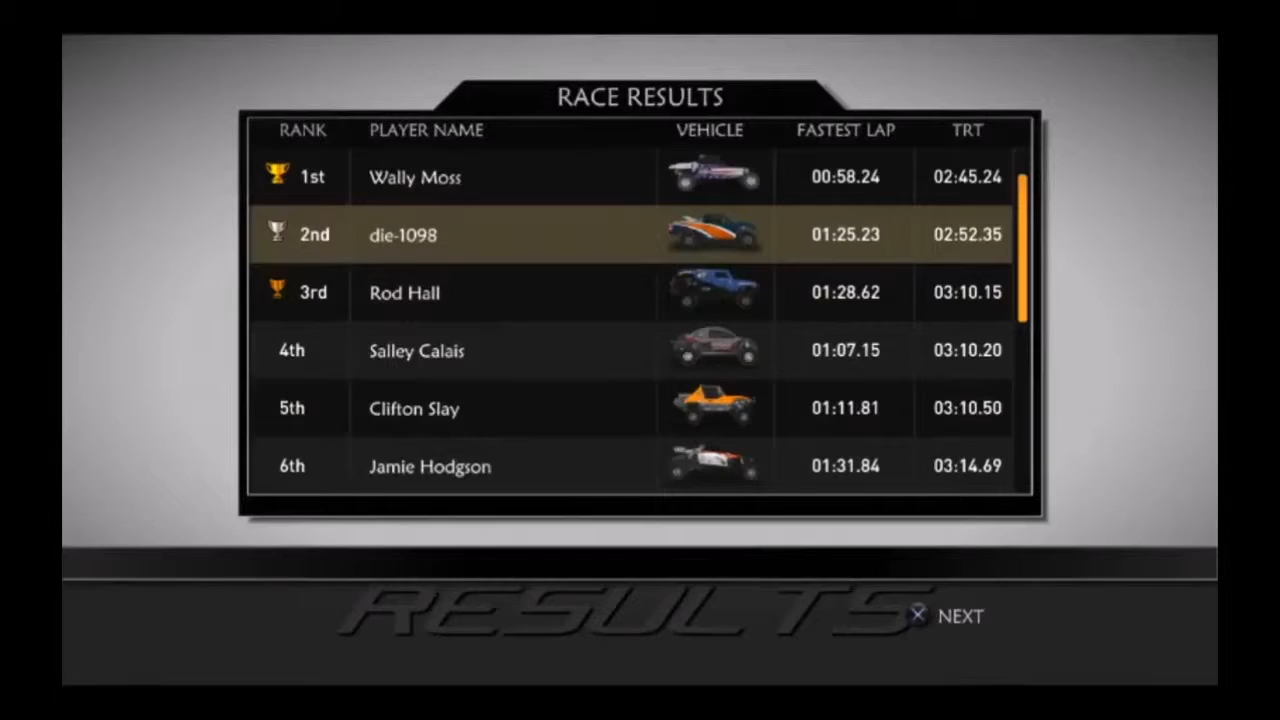 RACE RESULTS
RANK PLAYER NAME VEHICLE FASTEST LAP TRT
1st Wally Moss 00:58.24 02:45.24
2nd die-1098 01:25.23 02:52.35
3rd Rod Hall 01:28.62 03:10.15
4th Salley Calais 01:07.15 03:10.20
5th Clifton Slay 01:11.81 03:10.50
6th Jamie Hodgson 01:31.84 03:14.69
RESULTS
NEXT